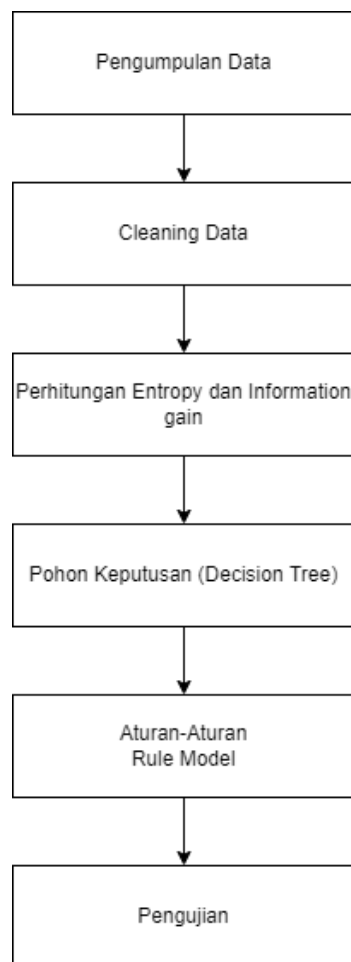 Pengumpulan Data
Cleaning Data
Perhitungan Entropy dan Information
gain
Pohon Keputusan (Decision Tree)
Aturan-Aturan
Rule Model
Pengujian